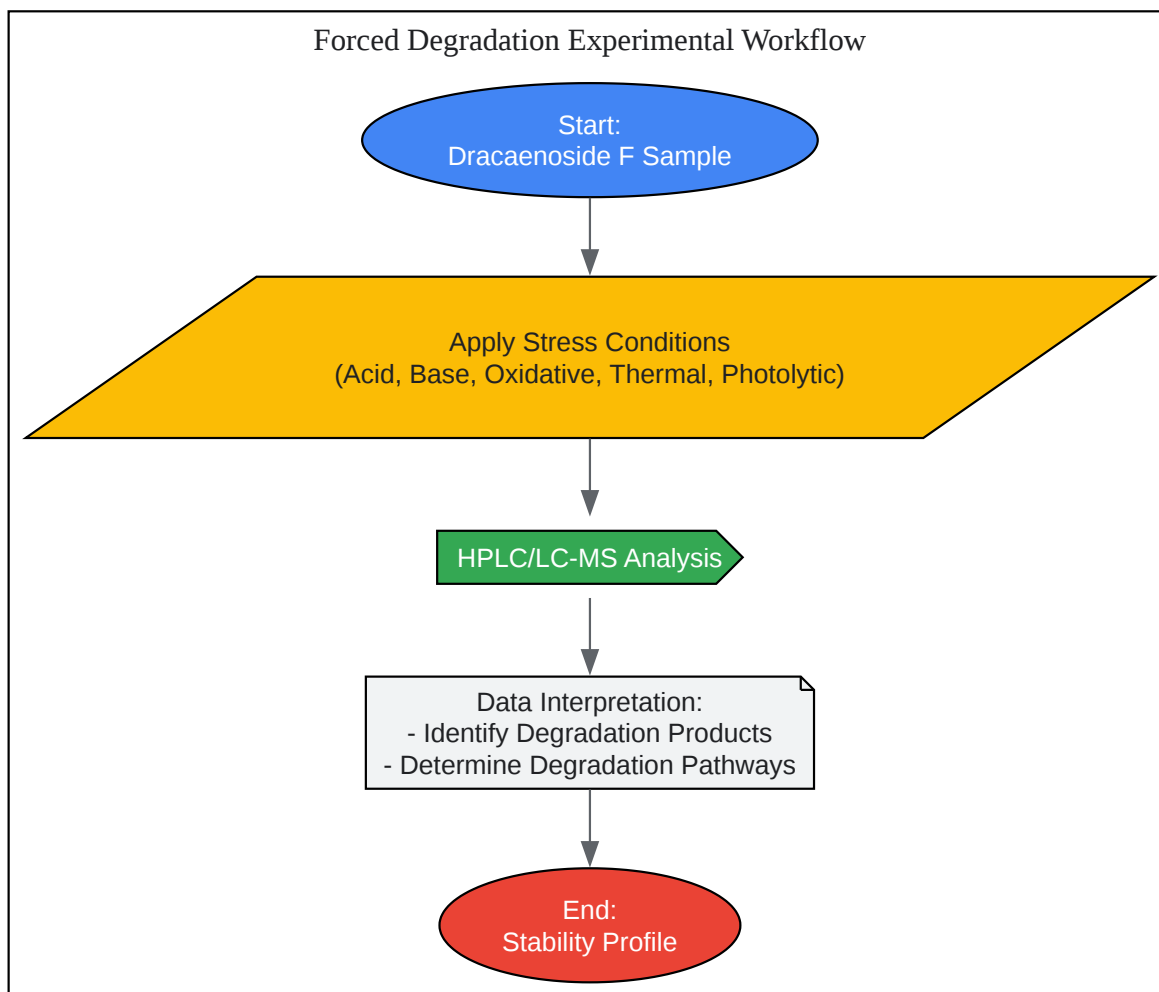 Forced Degradation Experimental Workflow
Start:
Dracaenoside F Sample
Apply Stress Conditions
(Acid, Base, Oxidative, Thermal, Photolytic)
HPLC/LC-MS Analysis
Data Interpretation:
- Identify Degradation Products
- Determine Degradation Pathways
End:
Stability Profile